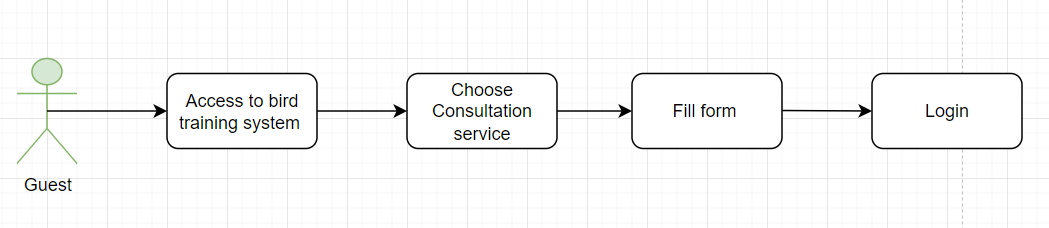 Guest
Access to bird
training system
Choose
Consultation
service
Fill form
Login